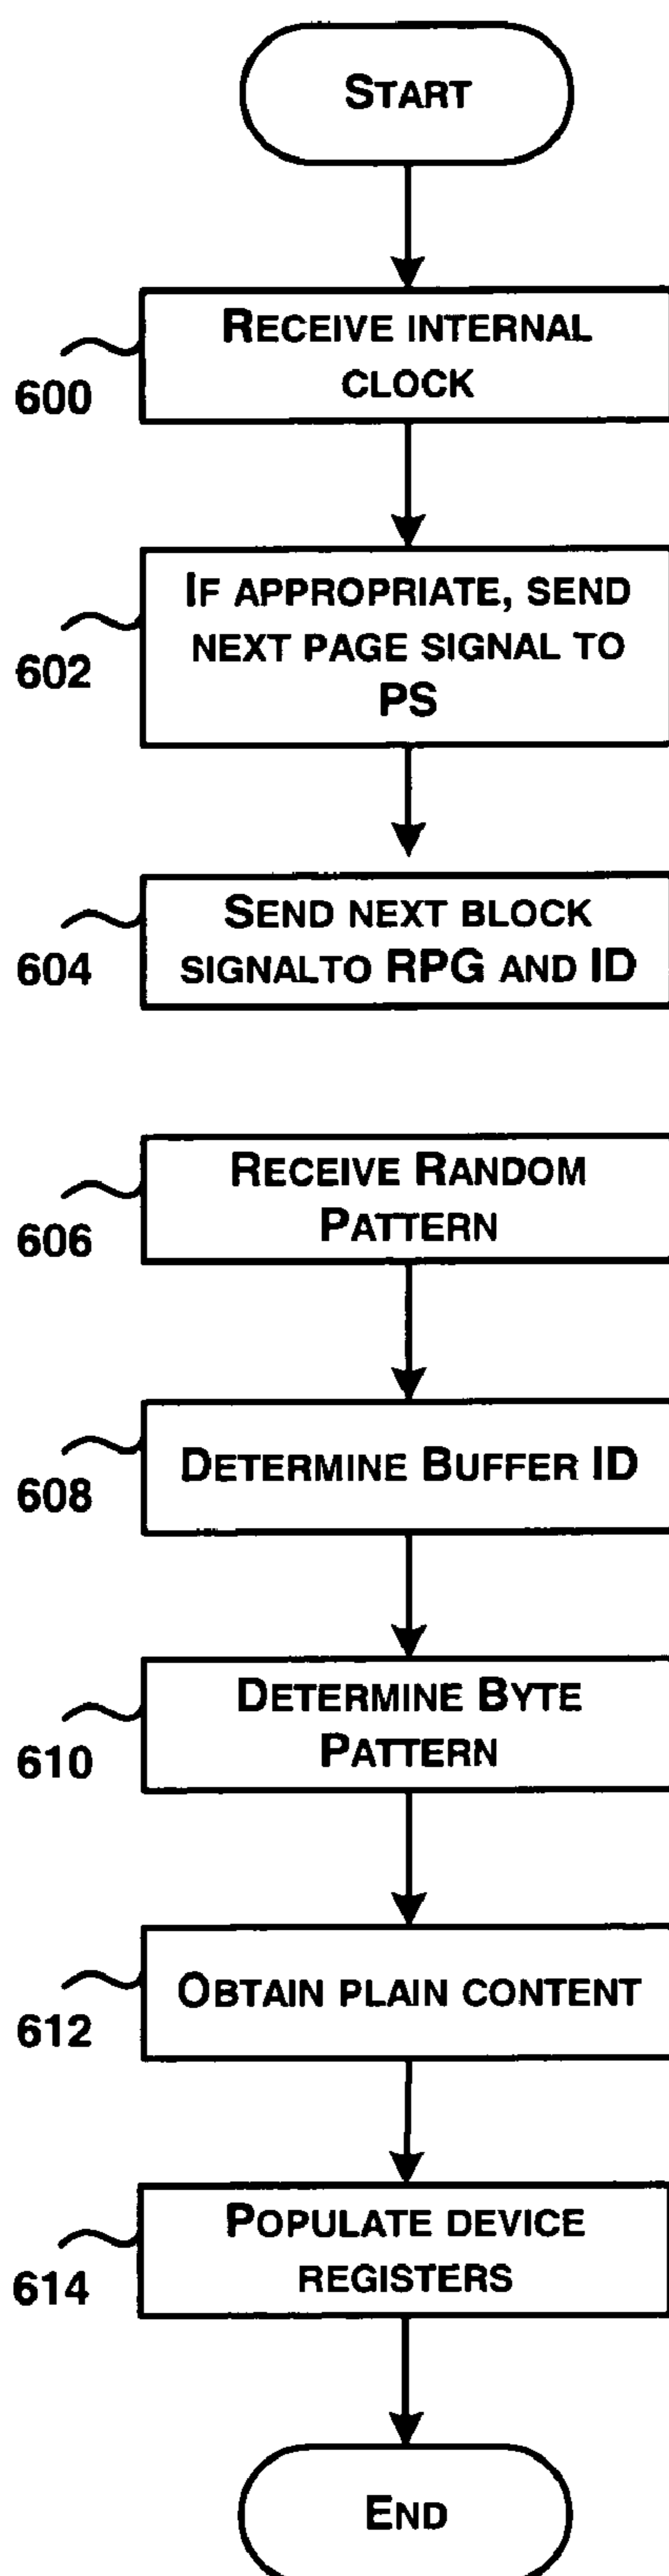 START
RECEIVE INTERNAL
CLOCK
600
IF APPROPRIATE, SEND
NEXT PAGE SIGNAL TO
PS
602
SEND NEXT BLOCK
SIGNALTO RPG AND ID
604
RECEIVE RANDOM
PATTERN
606
DETERMINE BUFFER ID
608
DETERMINE BYTE
PATTERN
610
OBTAIN PLAIN CONTENT
612
POPULATE DEVICE
REGISTERS
614
END